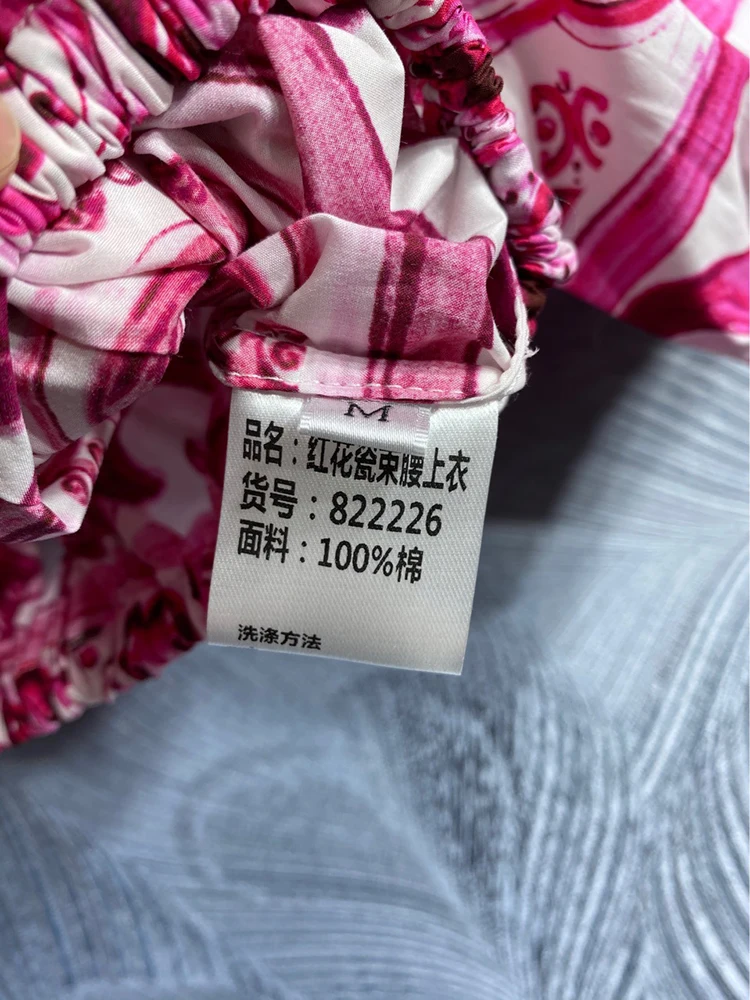 M
品名：红花瓷束腰上衣
货号：822226
面料：100%棉
洗涤方法